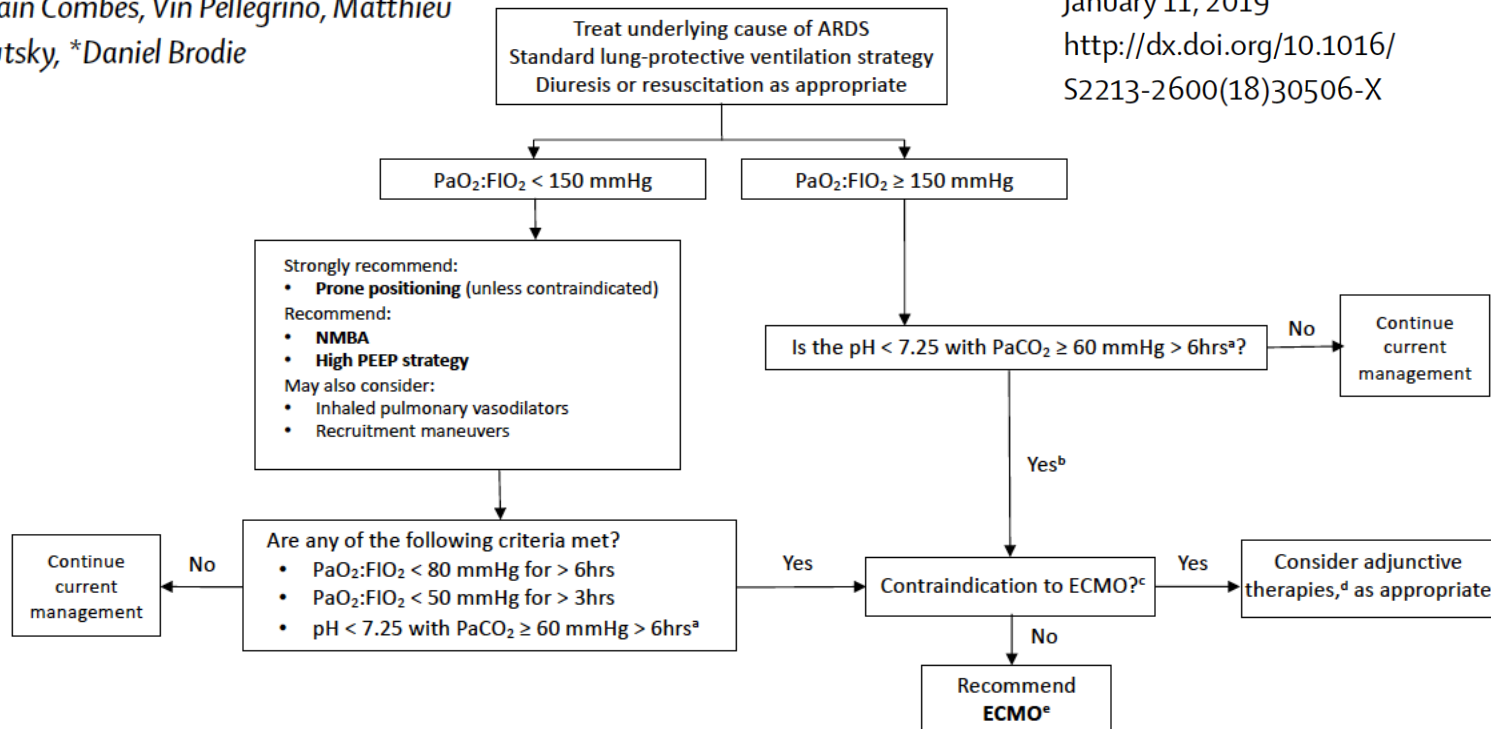 ain Combes, Vin Pellegrino, Matthieu
utsky, *Daniel Brodie
January 11, 2019
http://dx.doi.org/10.1016/
S2213-2600(18)30506-X
Treat underlying cause of ARDS
Standard lung-protective ventilation strategy
Diuresis or resuscitation as appropriate
PaO₂:FIO₂ < 150 mmHg
PaO₂:FIO₂ ≥ 150 mmHg
Strongly recommend:
• Prone positioning (unless contraindicated)
Recommend:
• NMBA
• High PEEP strategy
May also consider:
• Inhaled pulmonary vasodilators
• Recruitment maneuvers
Is the pH < 7.25 with PaCO₂ ≥ 60 mmHg > 6hrsᵃ?
No
Continue
current
management
Yesᵇ
Are any of the following criteria met?
• PaO₂:FIO₂ < 80 mmHg for > 6hrs
• PaO₂:FIO₂ < 50 mmHg for > 3hrs
• pH < 7.25 with PaCO₂ ≥ 60 mmHg > 6hrsᵃ
No
Continue
current
management
Yes
Contraindication to ECMO?ᶜ
Yes
Consider adjunctive
therapies,ᵈ as appropriate
No
Recommend
ECMOᵉ